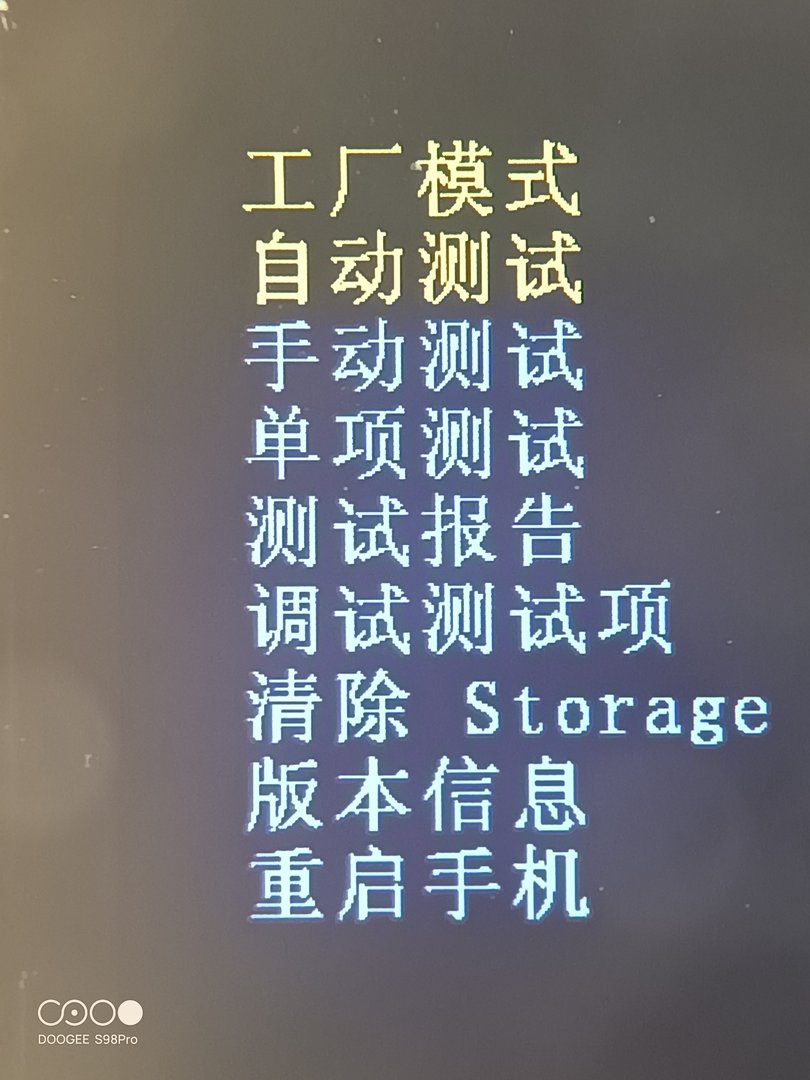 工厂模式
自动测试
手动测试
单项测试
测试报告
调试测试项
清除 Storage
版本信息
重启手机
DOOGEE S98Pro